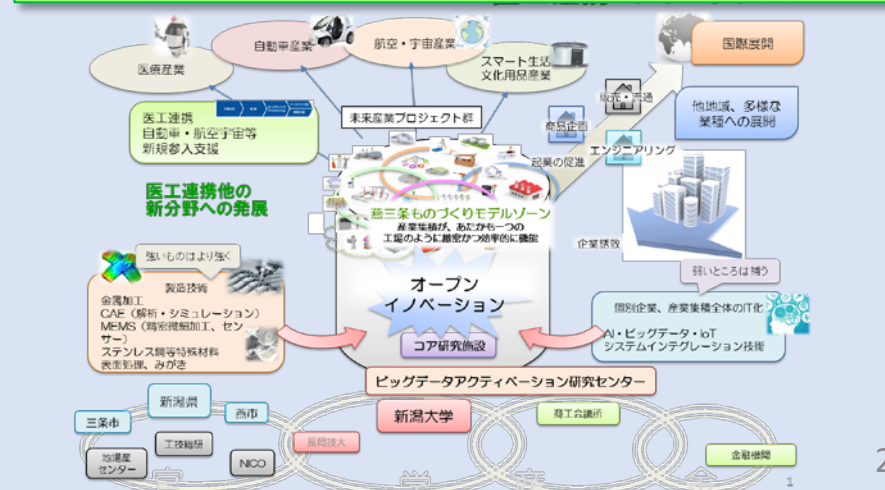 医療産業
自動車産業
航空・宇宙産業
スマート生活
文化用品産業
国際展開
医工連携
自動車・航空宇宙等
新規参入支援
未来産業プロジェクト群
販売・流通
商品企画
エンジニアリング
起業の促進
他地域、多様な
業種への展開
医工連携他の
新分野への発展
燕三条ものづくりモデルゾーン
産業集積が、あたかも一つの
工場のように緻密かつ効率的に機能
企業誘致
強いものはより強く
弱いところは補う
製造技術
金属加工
CAE（解析・シミュレーション）
MEMS（精密微細加工、セン
サー）
ステンレス鋼等特殊材料
表面処理、みがき
オープン
イノベーション
コア研究施設
個別企業、産業集積全体のIT化
AI・ビッグデータ・IoT
システムインテグレーション技術
ビッグデータアクティベーション研究センター
新潟県
三条市
燕市
地場産
センター
工技総研
NICO
新潟大学
長岡技大
商工会議所
金融機関
官
学
産
金
1
2